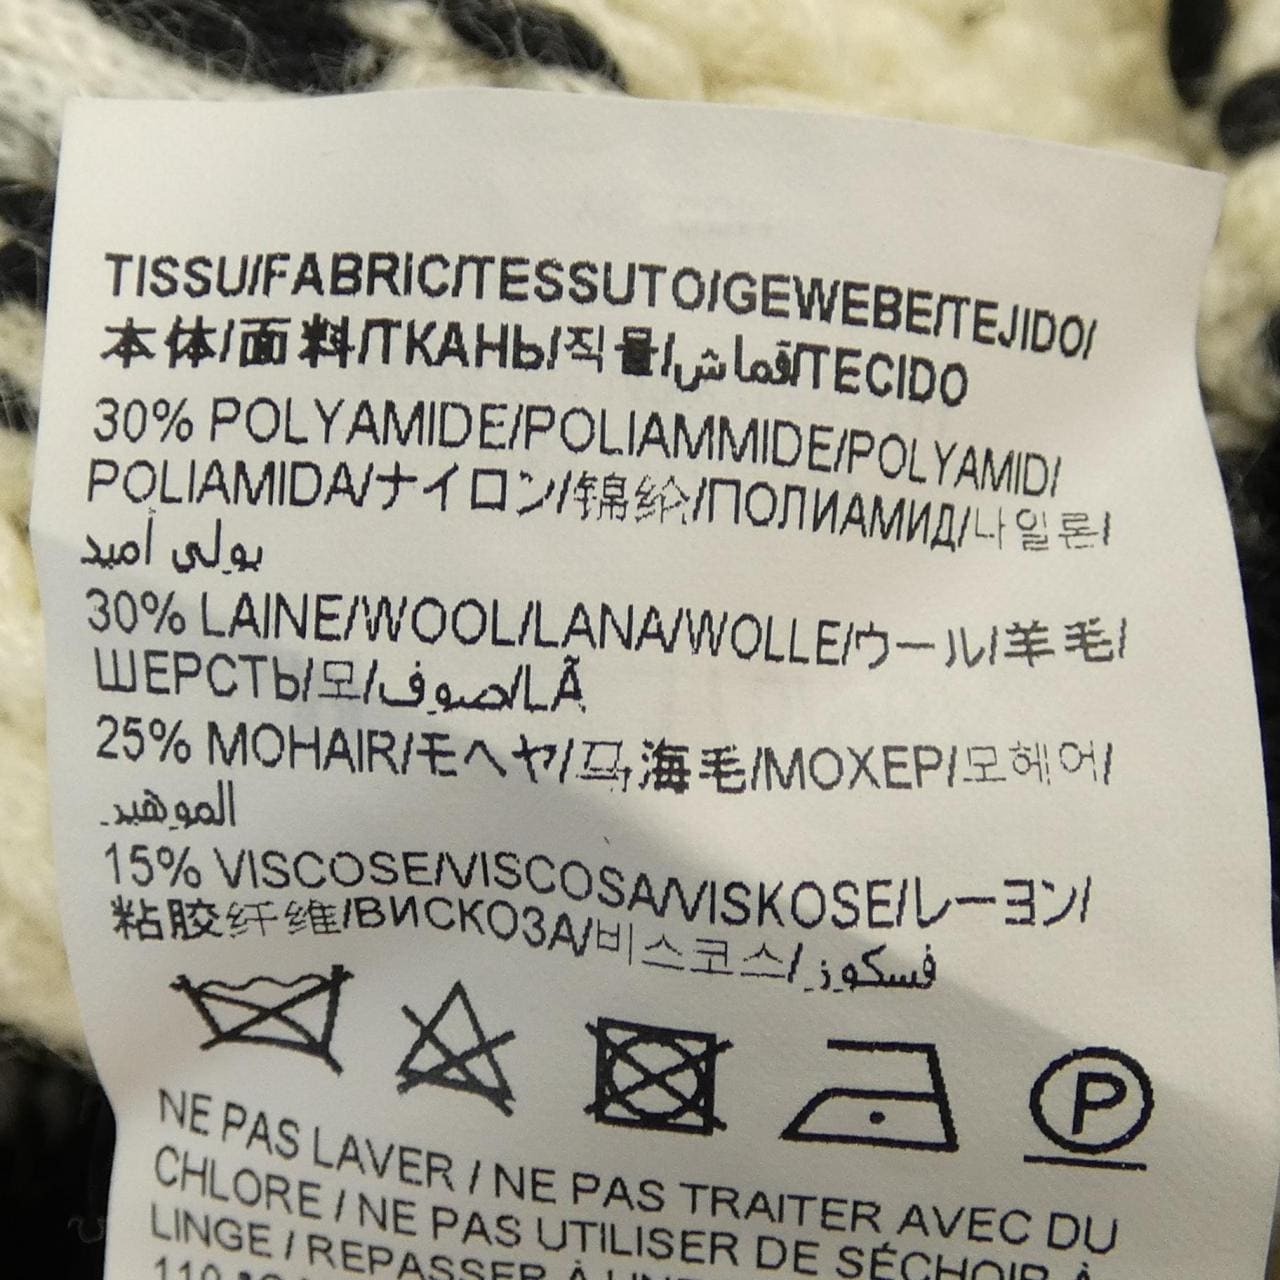 TISSU/FABRIC/TESSUTO/GEWEBE/TEJIDO/
本体/面料/ТКАНЬ/직물/قماش/TECIDO
30% POLYAMIDE/POLIAMMIDE/POLYAMID/
POLIAMIDA/ナイロン/锦纶/ПОЛИАМИД/나일론/
بولي أميد
30% LAINE/WOOL/LANA/WOLLE/ウール/羊毛/
ШЕРСТЬ/모/صوف/LÃ
25% MOHAIR/モヘヤ/马海毛/МОХЕР/모헤어/
الموهير
15% VISCOSE/VISCOSA/VISKOSE/レーヨン/
粘胶纤维/ВИСКОЗА/비스코스/فسكوز
P
NE PAS LAVER / NE PAS TRAITER AVEC DU
CHLORE / NE PAS UTILISER DE SÉCHOIR À
LINGE / REPASSER À UNE
110 °C